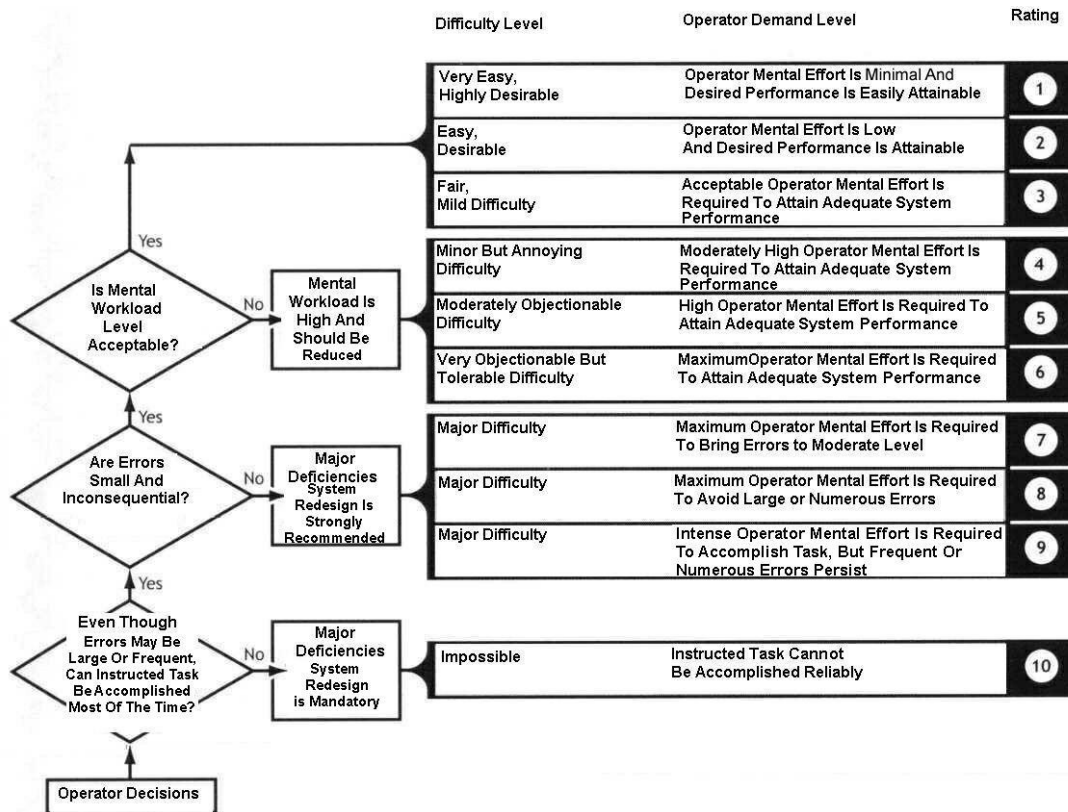 Difficulty Level
Operator Demand Level
Rating
Very Easy,
Highly Desirable
Operator Mental Effort Is Minimal And
Desired Performance Is Easily Attainable
1
Easy,
Desirable
Operator Mental Effort Is Low
And Desired Performance Is Attainable
2
Fair,
Mild Difficulty
Acceptable Operator Mental Effort Is
Required To Attain Adequate System
Performance
3
Yes
Is Mental
Workload
Level
Acceptable?
No
Mental
Workload Is
High And
Should Be
Reduced
Minor But Annoying
Difficulty
Moderately High Operator Mental Effort Is
Required To Attain Adequate System
Performance
4
Moderately Objectionable
Difficulty
High Operator Mental Effort Is Required To
Attain Adequate System Performance
5
Very Objectionable But
Tolerable Difficulty
MaximumOperator Mental Effort Is Required
To Attain Adequate System Performance
6
Yes
Are Errors
Small And
Inconsequential?
No
Major
Deficiencies
System
Redesign Is
Strongly
Recommended
Major Difficulty
Maximum Operator Mental Effort Is Required
To Bring Errors to Moderate Level
7
Major Difficulty
Maximum Operator Mental Effort Is Required
To Avoid Large or Numerous Errors
8
Major Difficulty
Intense Operator Mental Effort Is Required
To Accomplish Task, But Frequent Or
Numerous Errors Persist
9
Yes
Even Though
Errors May Be
Large Or Frequent,
Can Instructed Task
Be Accomplished
Most Of The Time?
No
Major
Deficiencies
System
Redesign
is Mandatory
Impossible
Instructed Task Cannot
Be Accomplished Reliably
10
Operator Decisions